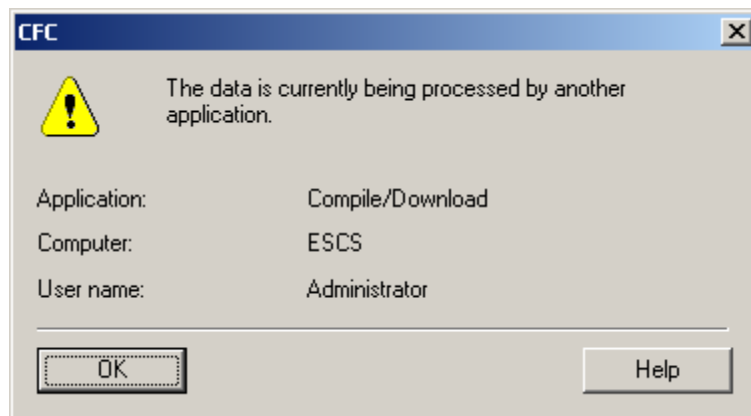 CFC
The data is currently being processed by another
application.
Application: Compile/Download
Computer: ESCS
User name: Administrator
OK Help